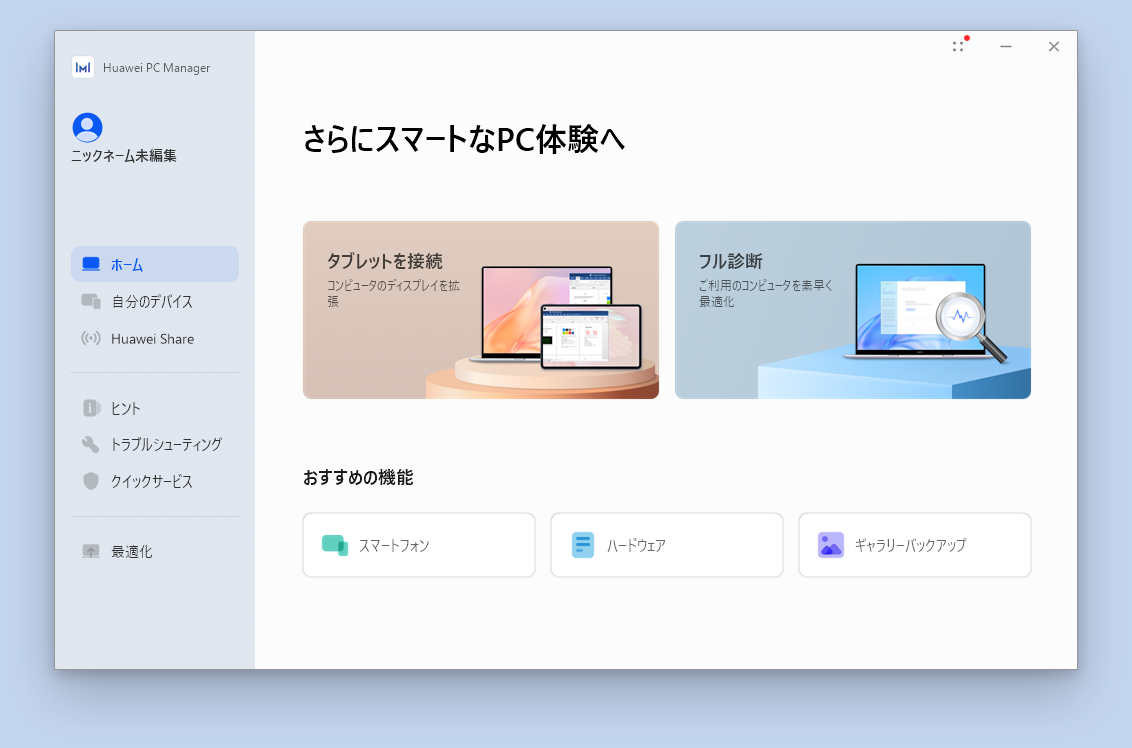 Huawei PC Manager
ニックネーム未編集
ホーム
自分のデバイス
Huawei Share
ヒント
トラブルシューティング
クイックサービス
最適化
さらにスマートなPC体験へ
タブレットを接続
コンピュータのディスプレイを拡
張
フル診断
ご利用のコンピュータを素早く
最適化
おすすめの機能
スマートフォン
ハードウェア
ギャラリーバックアップ